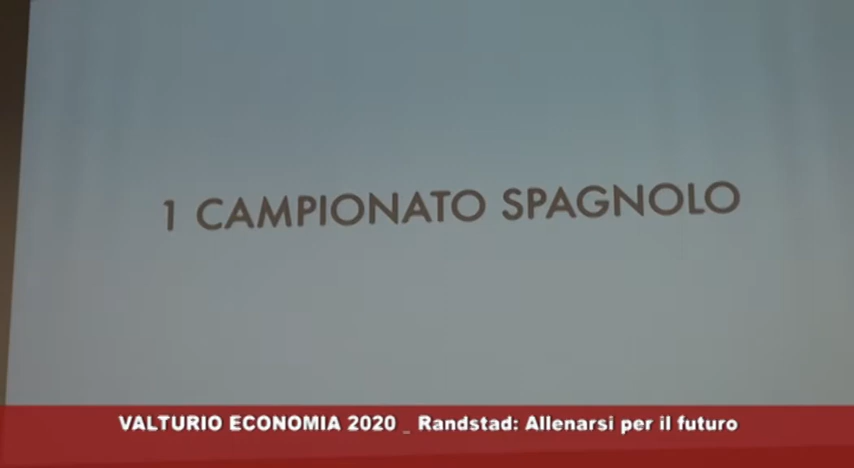 1 CAMPIONATO SPAGNOLO
VALTURIO ECONOMIA 2020 _ Randstad: Allenarsi per il futuro